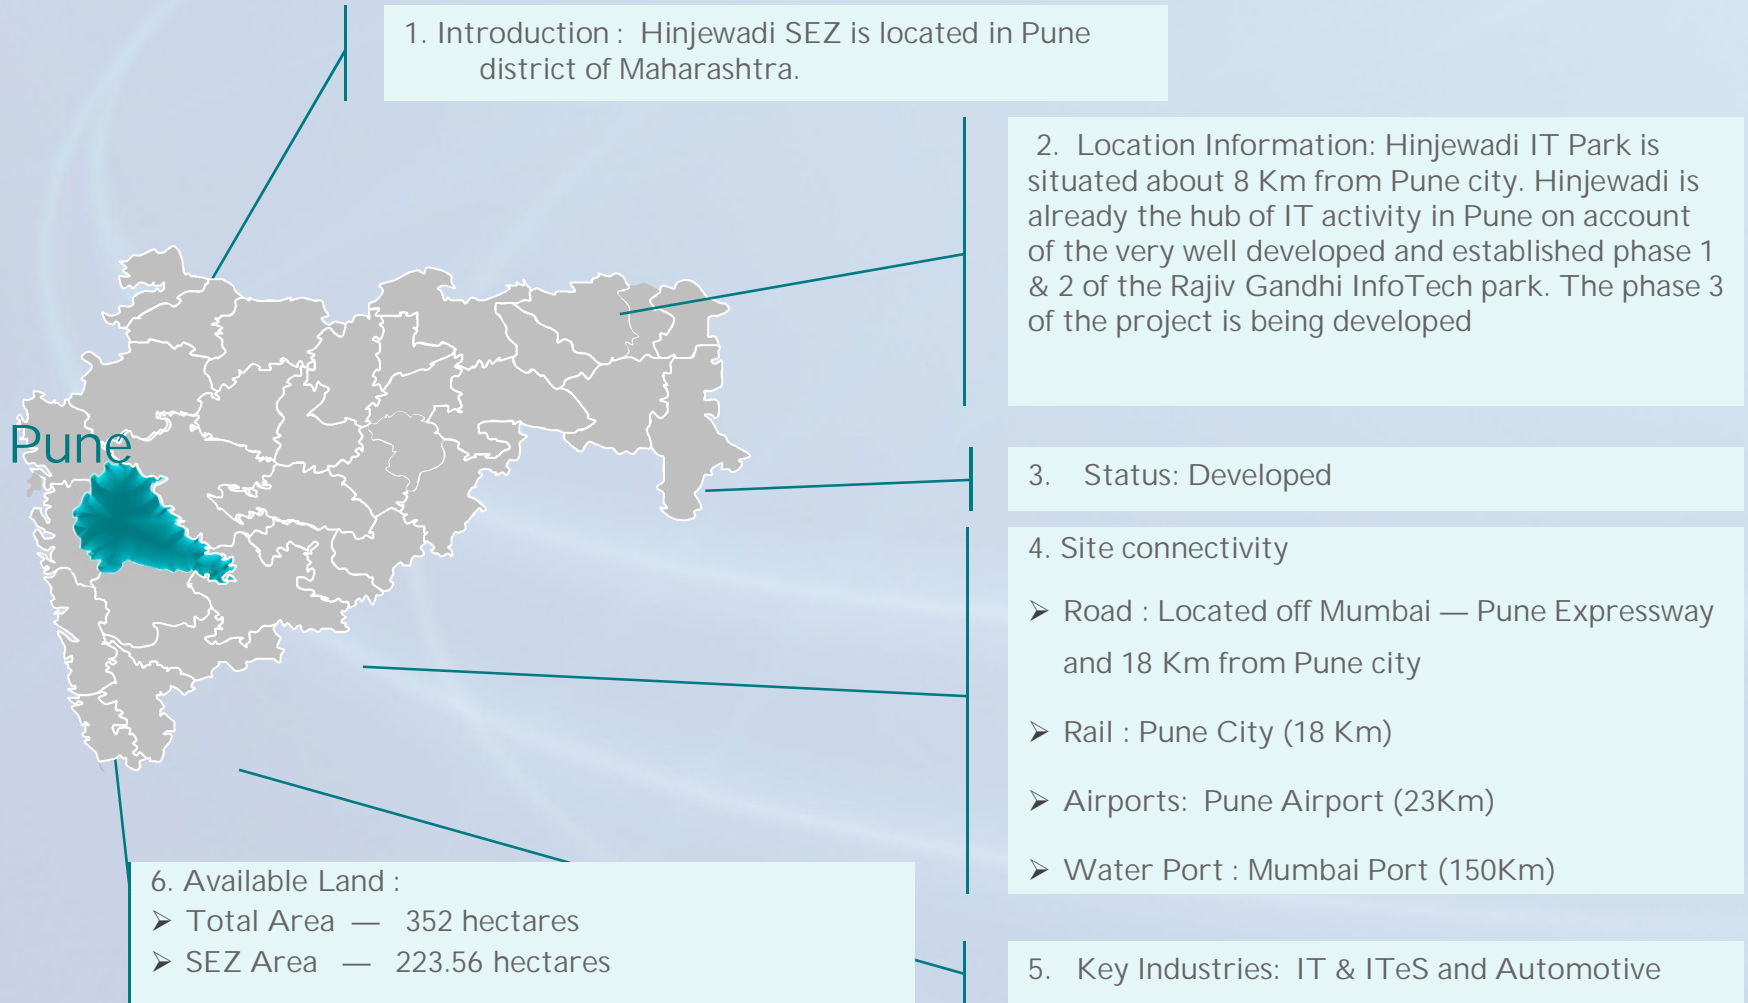 1. Introduction : Hinjewadi SEZ is located in Pune
district of Maharashtra.
2. Location Information: Hinjewadi IT Park is
situated about 8 Km from Pune city. Hinjewadi is
already the hub of IT activity in Pune on account
of the very well developed and established phase 1
& 2 of the Rajiv Gandhi InfoTech park. The phase 3
of the project is being developed
Pune
3. Status: Developed
4. Site connectivity
➢ Road : Located off Mumbai — Pune Expressway
and 18 Km from Pune city
➢ Rail : Pune City (18 Km)
➢ Airports: Pune Airport (23Km)
➢ Water Port : Mumbai Port (150Km)
6. Available Land :
➢ Total Area — 352 hectares
➢ SEZ Area — 223.56 hectares
5. Key Industries: IT & ITeS and Automotive